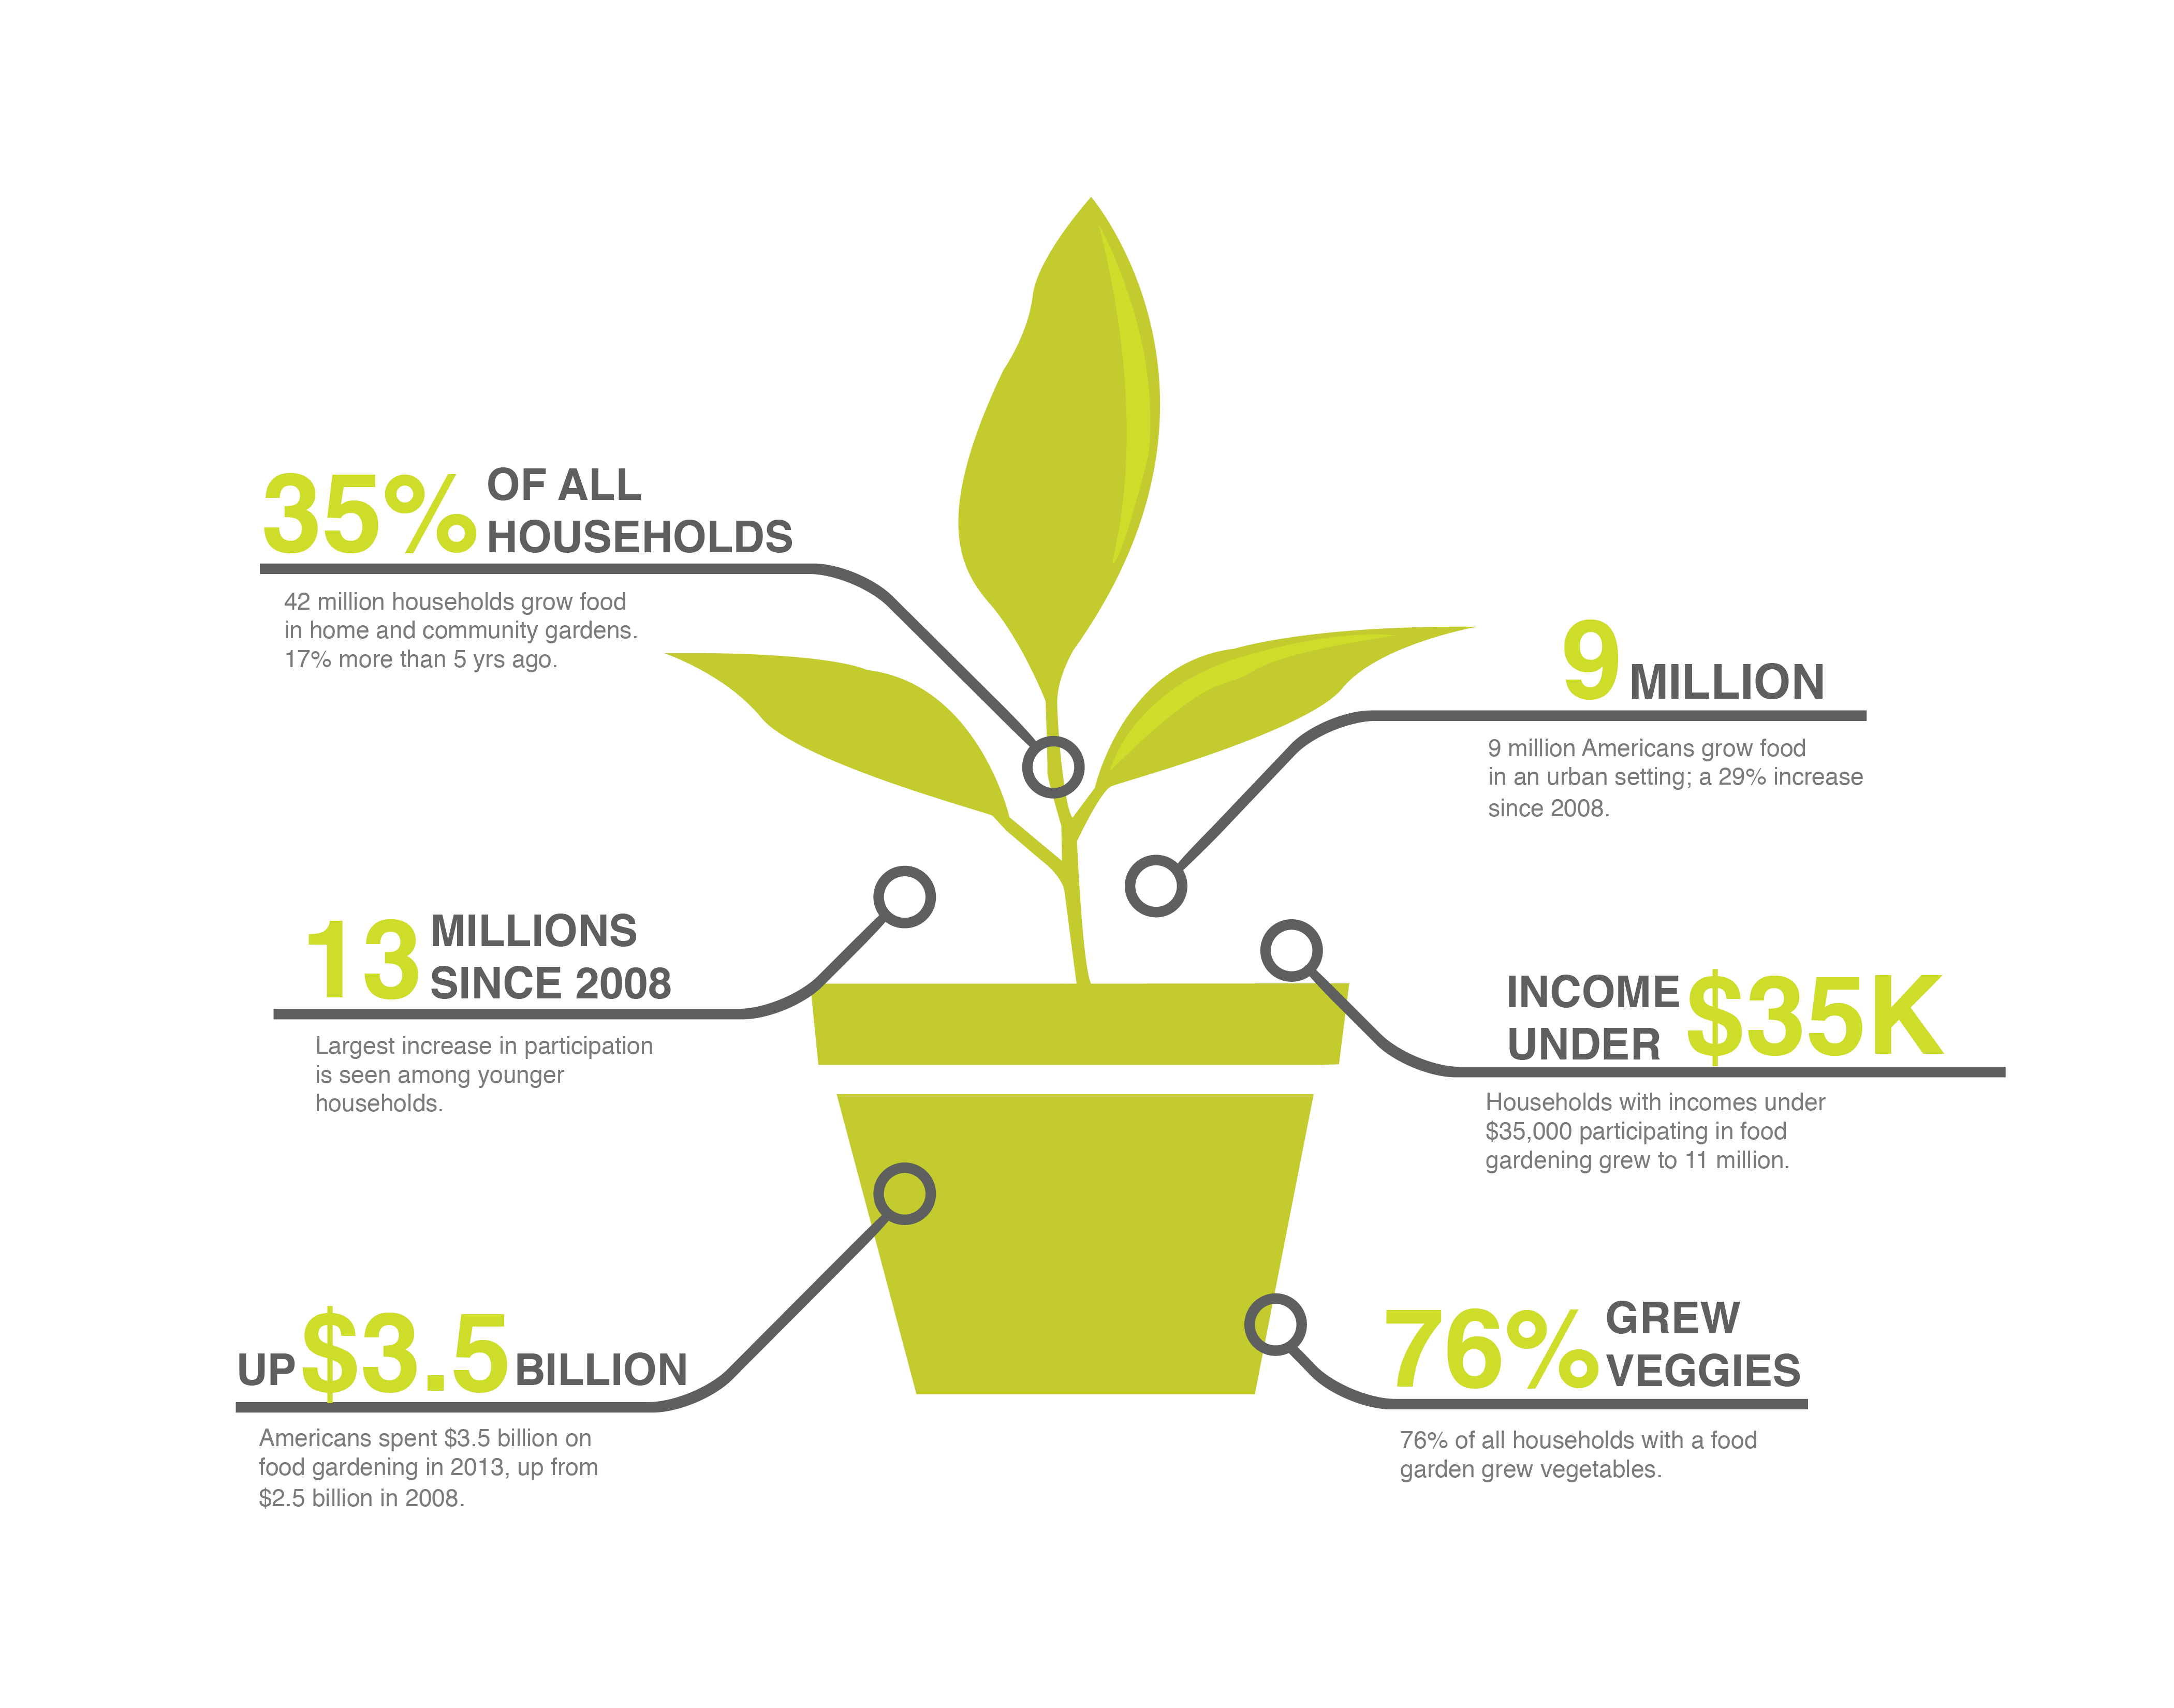 35% OF ALL
HOUSEHOLDS
42 million households grow food
in home and community gardens.
17% more than 5 yrs ago.
9 MILLION
9 million Americans grow food
in an urban setting; a 29% increase
since 2008.
13 MILLIONS
SINCE 2008
Largest increase in participation
is seen among younger
households.
INCOME
UNDER $35K
Households with incomes under
$35,000 participating in food
gardening grew to 11 million.
UP $3.5 BILLION
Americans spent $3.5 billion on
food gardening in 2013, up from
$2.5 billion in 2008.
76% GREW
VEGGIES
76% of all households with a food
garden grew vegetables.